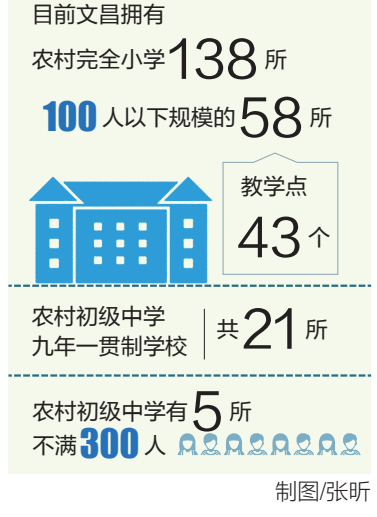 目前文昌拥有
农村完全小学138所
100人以下规模的58所
教学点
43个
农村初级中学
九年一贯制学校
共21所
农村初级中学有5所
不满300人
制图/张昕